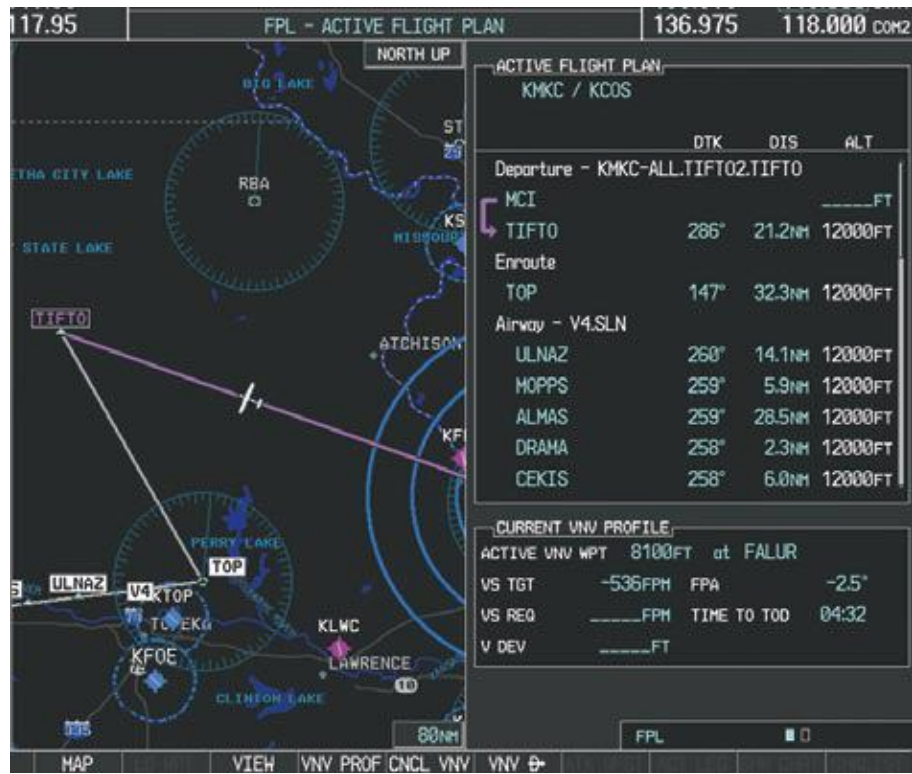 117.95
FPL – ACTIVE FLIGHT PLAN
136.975
118.000 COM2
NORTH UP
BIG LAKE
RBA
STATE LAKE
KS
ST
TIFTO
ATCHISON
PERRY LAKE
TOP
ULNAZ
V4
KTOP
KFOE
KLWC
LAWRENCE
10
CLINTON LAKE
80NM
ACTIVE FLIGHT PLAN
KMKC / KCOS
DTK DIS ALT
Departure – KMKC-ALL.TIFTO2.TIFTO
MCI _____FT
TIFTO 286° 21.2NM 12000FT
Enroute
TOP 147° 32.3NM 12000FT
Airway – V4.SLN
ULNAZ 260° 14.1NM 12000FT
MOPPS 259° 5.9NM 12000FT
ALMAS 259° 28.5NM 12000FT
DRAMA 258° 2.3NM 12000FT
CEKIS 258° 6.0NM 12000FT
CURRENT VNV PROFILE
ACTIVE VNV WPT 8100FT at FALUR
VS TGT -536FPM FPA -2.5°
VS REQ _____FPM TIME TO TOD 04:32
V DEV _____FT
FPL
MAP VIEW VNV PROF CNCL VNV VNV D→